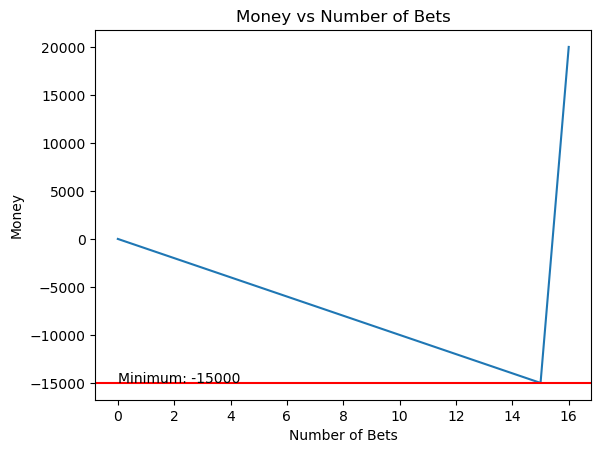 Money vs Number of Bets
20000
15000
10000
5000
0
−5000
−10000
−15000
Money
Minimum: -15000
0 2 4 6 8 10 12 14 16
Number of Bets